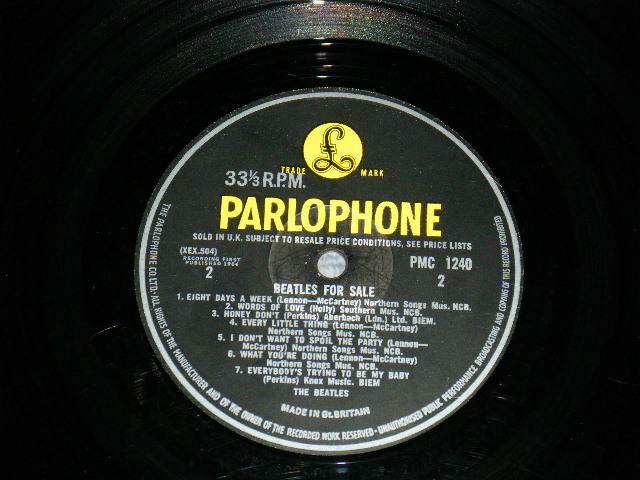 £
TRADE MARK
33⅓ R.P.M.
PARLOPHONE
SOLD IN U.K. SUBJECT TO RESALE PRICE CONDITIONS, SEE PRICE LISTS
(XEX.504)
RECORDING FIRST
PUBLISHED 1964
2
PMC 1240
2
BEATLES FOR SALE
1. EIGHT DAYS A WEEK (Lennon—McCartney) Northern Songs Mus. NCB.
2. WORDS OF LOVE (Holly) Southern Mus. NCB.
3. HONEY DON'T (Perkins) Aberbach (Ldn.) Ltd. BIEM.
4. EVERY LITTLE THING (Lennon—McCartney)
Northern Songs Mus. NCB.
5. I DON'T WANT TO SPOIL THE PARTY (Lennon—
McCartney) Northern Songs Mus. NCB.
6. WHAT YOU'RE DOING (Lennon—McCartney)
Northern Songs Mus. NCB.
7. EVERYBODY'S TRYING TO BE MY BABY
(Perkins) Knox Music. BIEM
THE BEATLES
MADE IN Gt. BRITAIN
THE PARLOPHONE CO. LTD. ALL RIGHTS OF THE MANUFACTURER AND OF THE OWNER OF THE RECORDED WORK RESERVED · UNAUTHORISED PUBLIC PERFORMANCE BROADCASTING AND COPYING OF THIS RECORD PROHIBITED